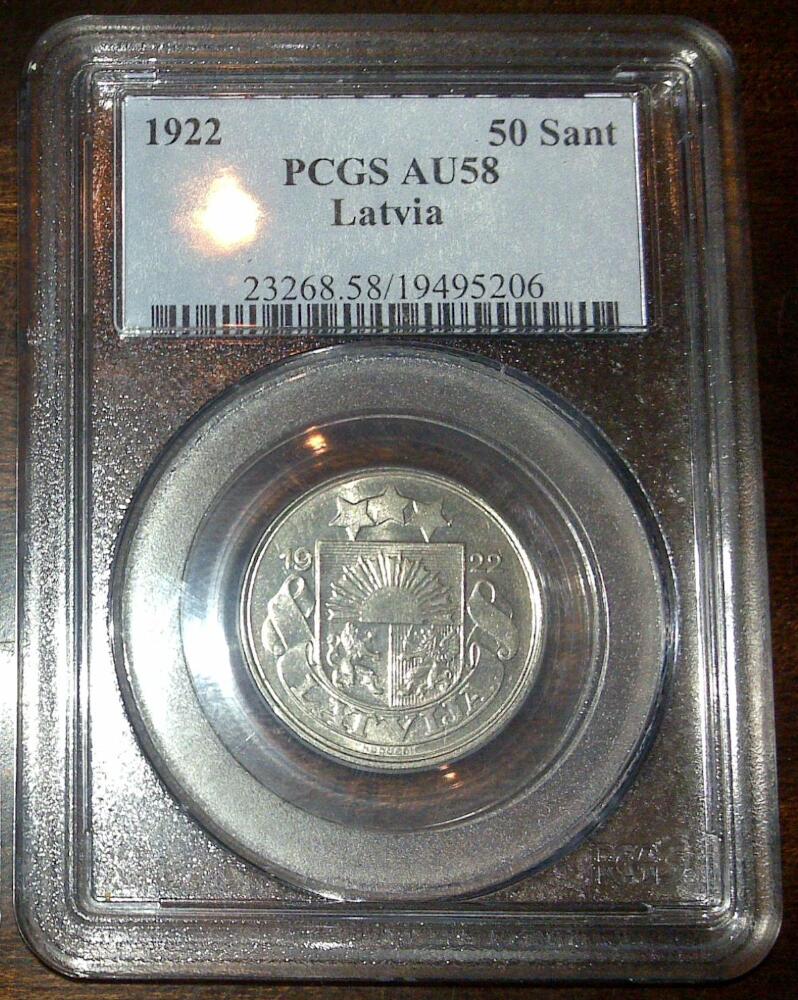 1922 50 Sant
PCGS AU58
Latvia
23268.58/19495206
19 22
LATVIJA